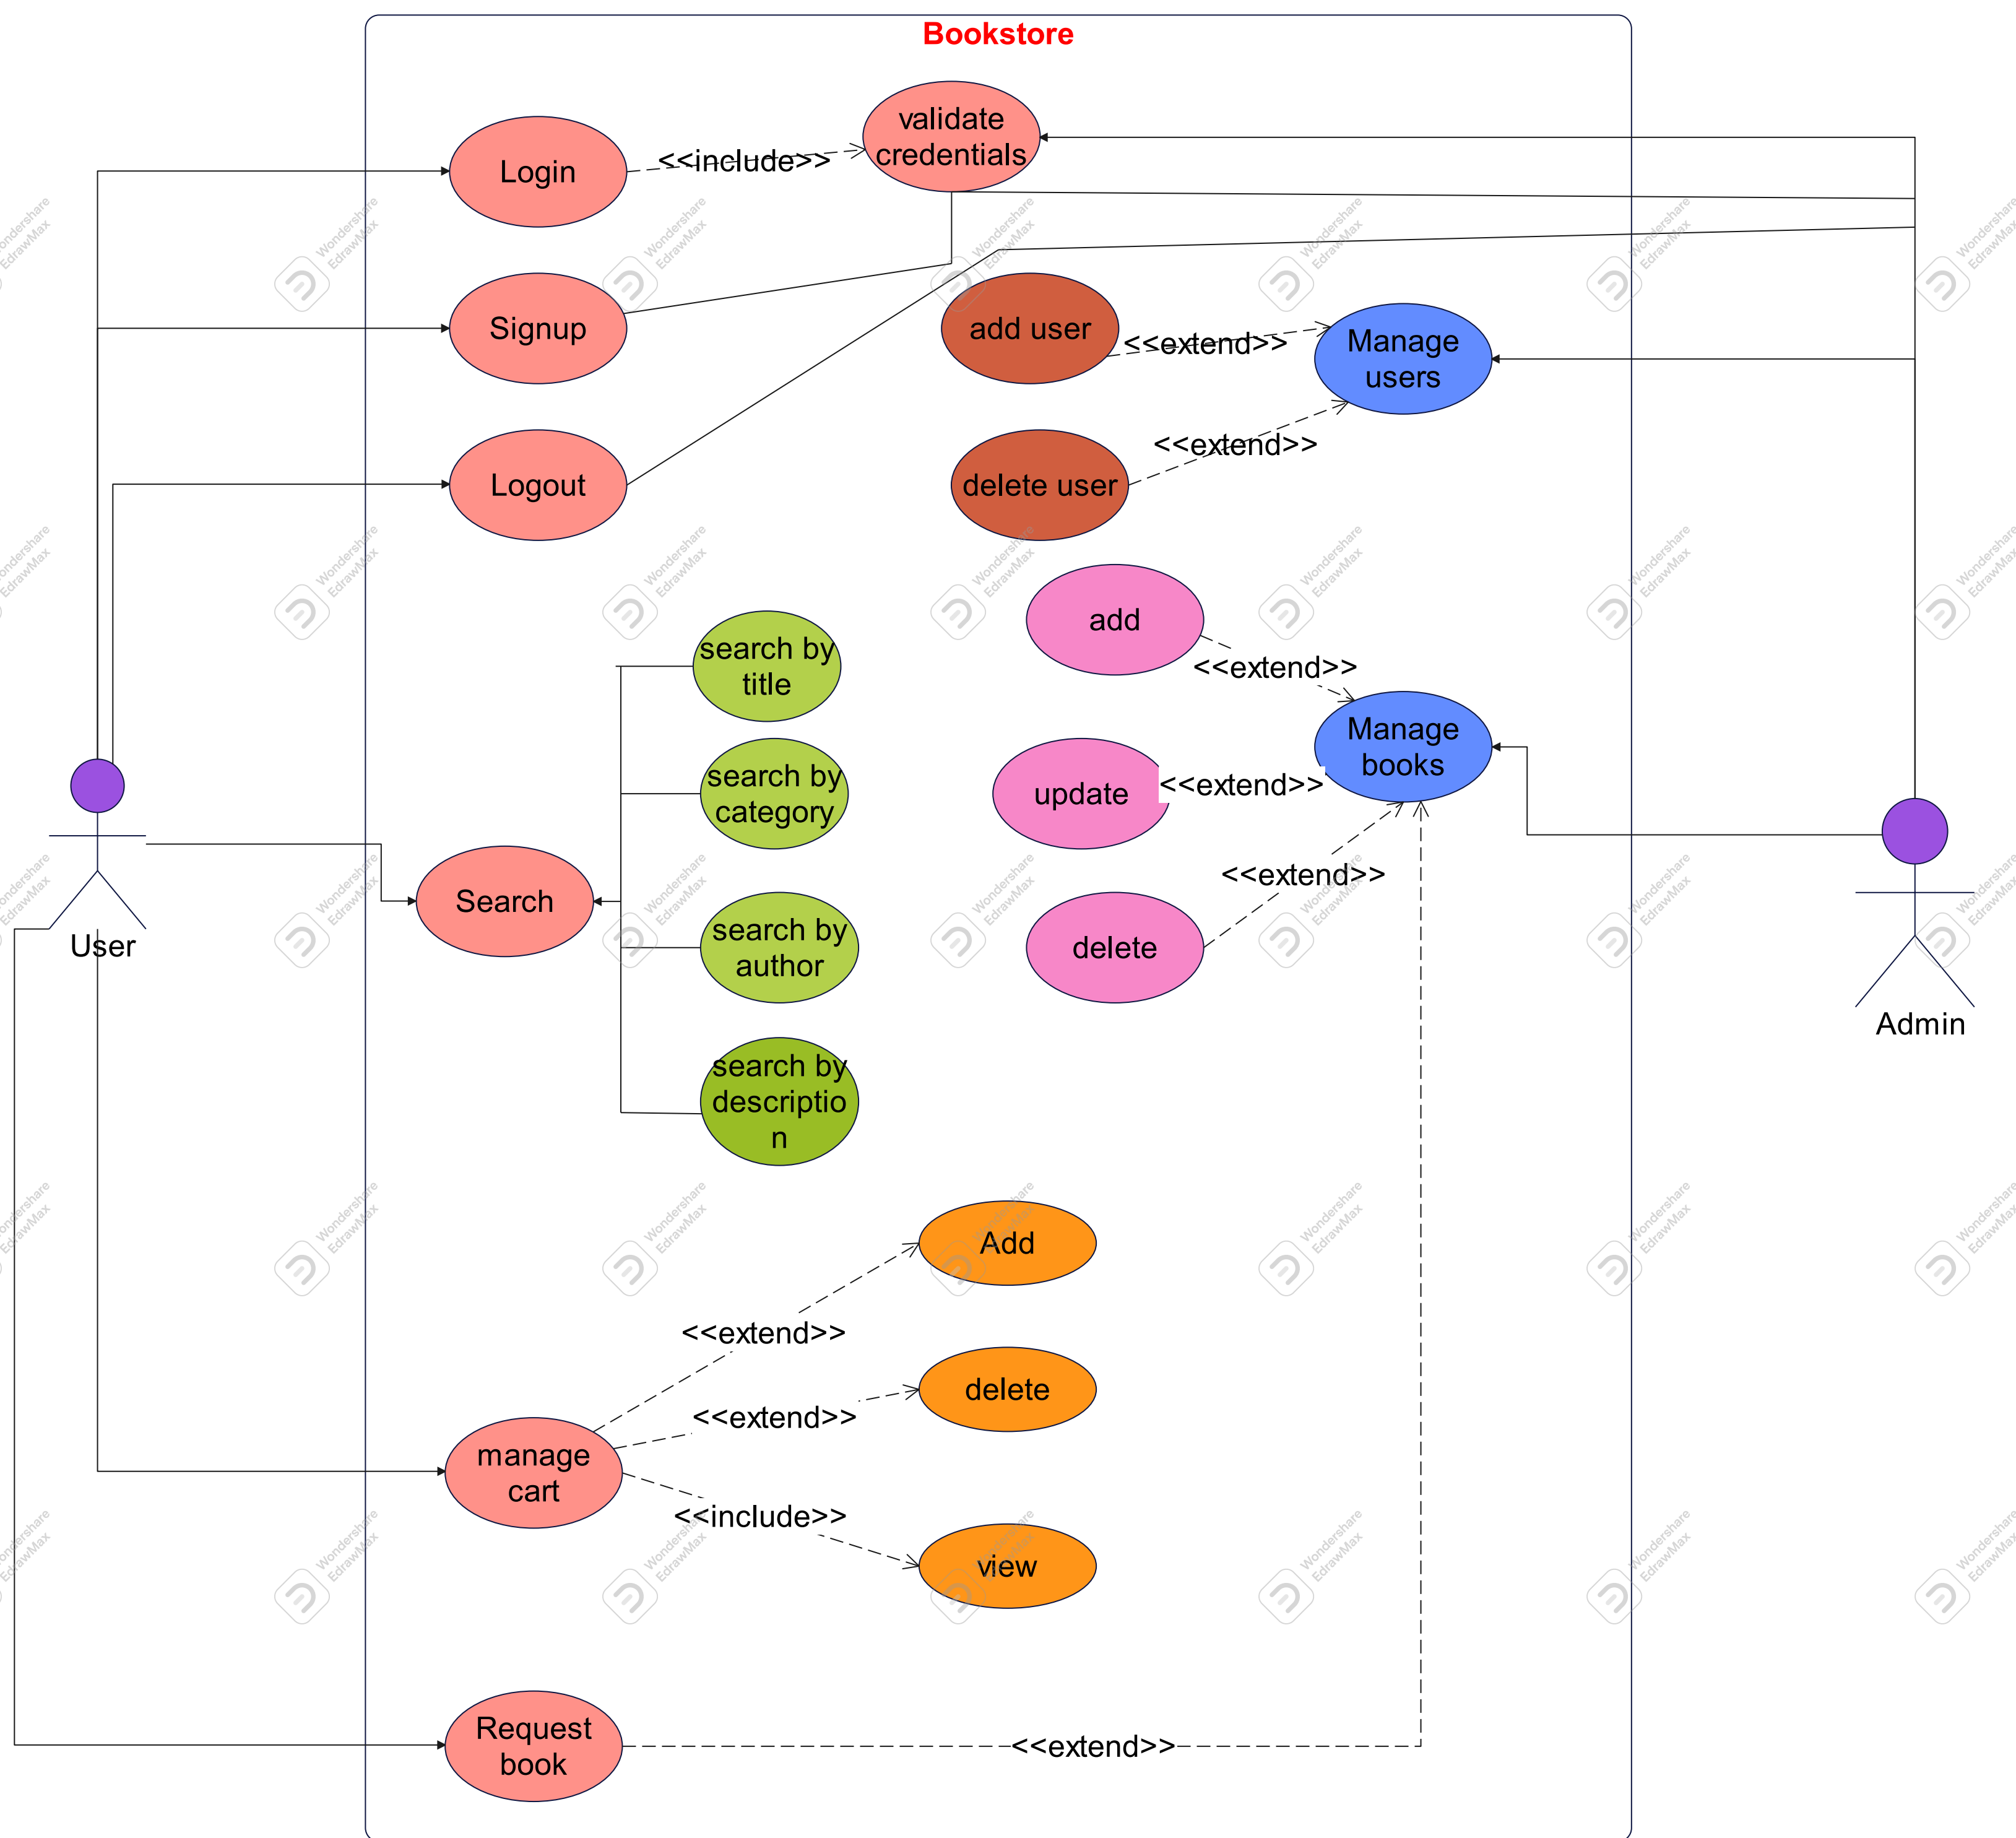 Bookstore
validate
credentials
Login
<<include>>
Signup
add user
<<extend>>
Manage
users
Logout
delete user
<<extend>>
add
<<extend>>
search by
title
Manage
books
search by
category
update
<<extend>>
<<extend>>
Search
search by
author
delete
User
Admin
search by
descriptio
n
Add
<<extend>>
delete
<<extend>>
manage
cart
<<include>>
view
Request
book
<<extend>>
Wondershare
EdrawMax